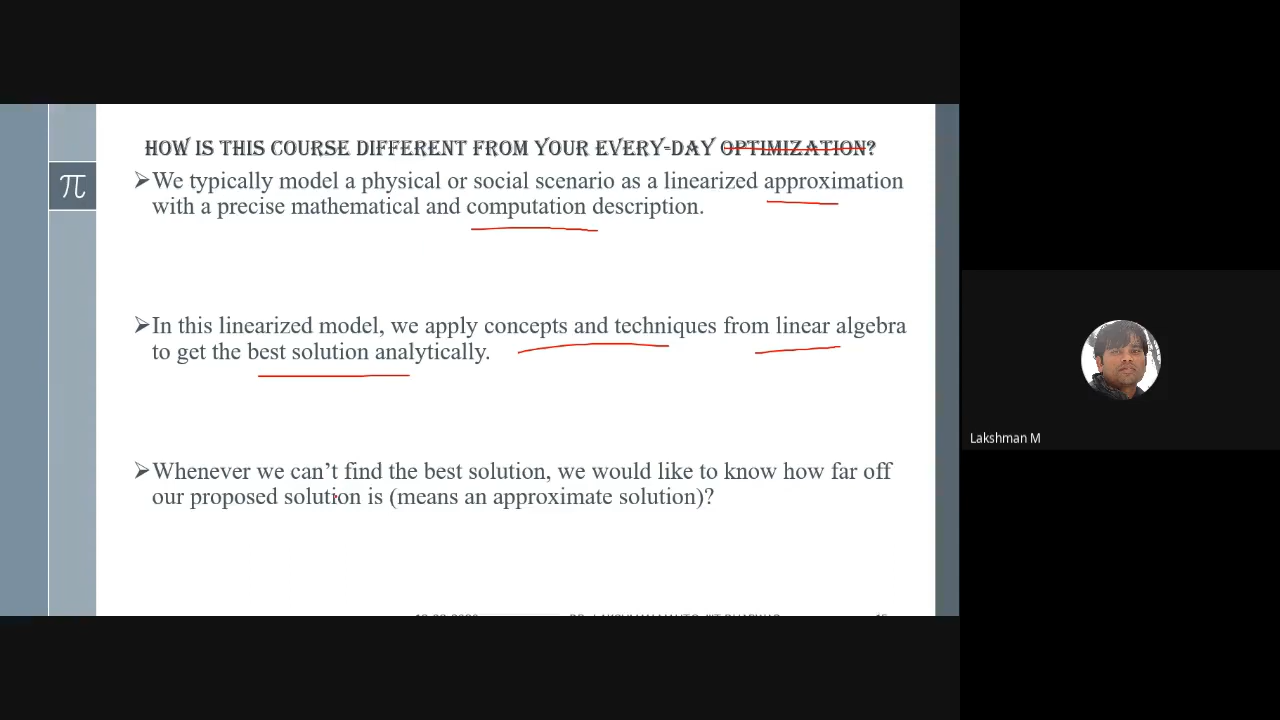 HOW IS THIS COURSE DIFFERENT FROM YOUR EVERY-DAY OPTIMIZATION?
➢We typically model a physical or social scenario as a linearized approximation
with a precise mathematical and computation description.
π
➢In this linearized model, we apply concepts and techniques from linear algebra
to get the best solution analytically.
➢Whenever we can't find the best solution, we would like to know how far off
our proposed solution is (means an approximate solution)?
Lakshman M